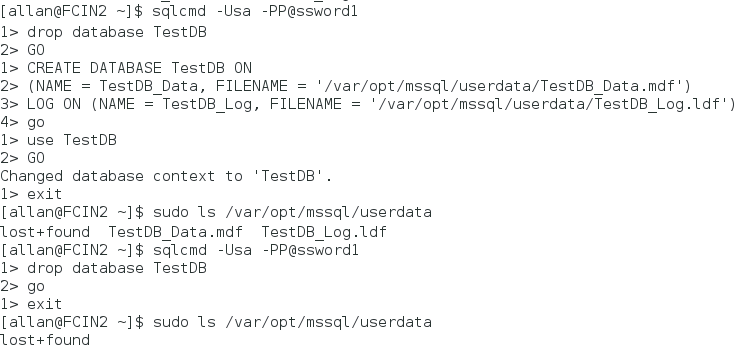 [allan@FCIN2 ~]$ sqlcmd -Usa -PP@ssword1
1> drop database TestDB
2> GO
1> CREATE DATABASE TestDB ON
2> (NAME = TestDB_Data, FILENAME = '/var/opt/mssql/userdata/TestDB_Data.mdf')
3> LOG ON (NAME = TestDB_Log, FILENAME = '/var/opt/mssql/userdata/TestDB_Log.ldf')
4> go
1> use TestDB
2> GO
Changed database context to 'TestDB'.
1> exit
[allan@FCIN2 ~]$ sudo ls /var/opt/mssql/userdata
lost+found  TestDB_Data.mdf  TestDB_Log.ldf
[allan@FCIN2 ~]$ sqlcmd -Usa -PP@ssword1
1> drop database TestDB
2> go
1> exit
[allan@FCIN2 ~]$ sudo ls /var/opt/mssql/userdata
lost+found